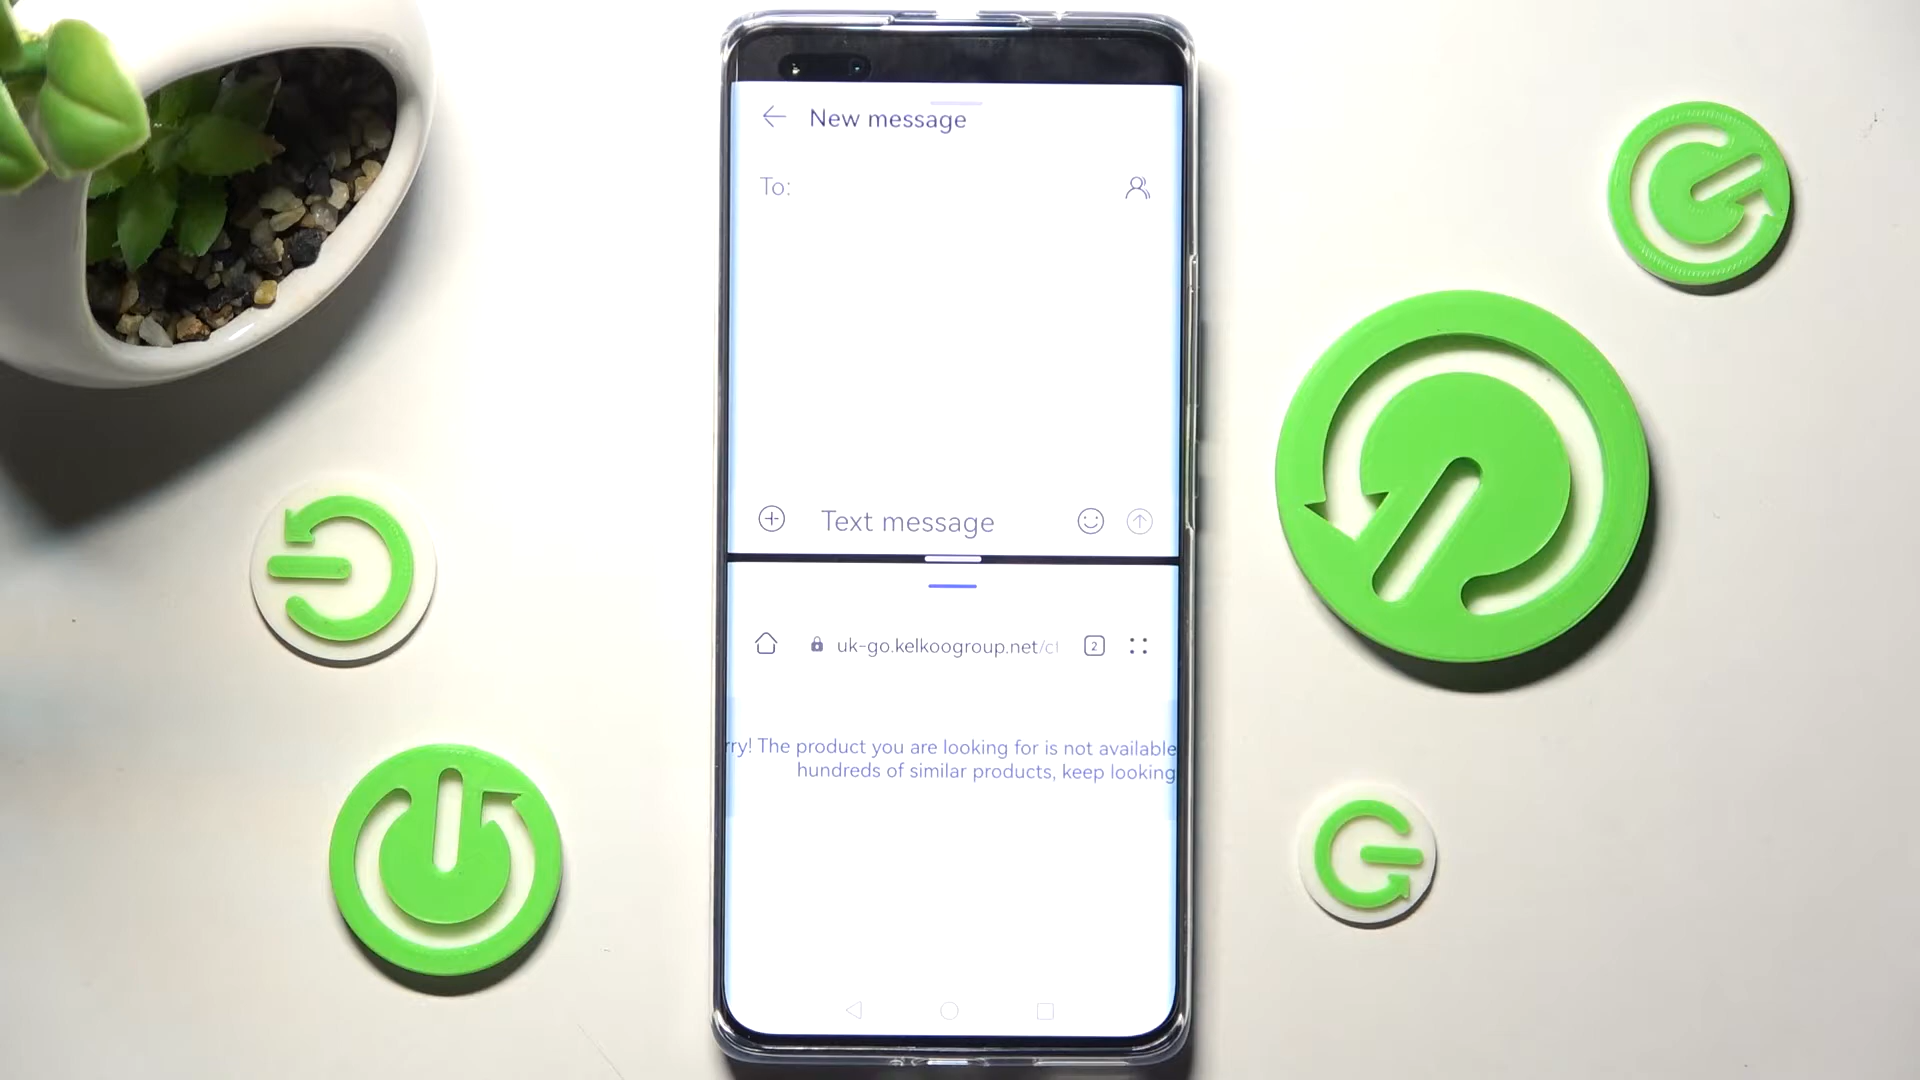 New message
To:
Text message
uk-go.kelkoogroup.net/c
2
rry! The product you are looking for is not available
hundreds of similar products, keep looking